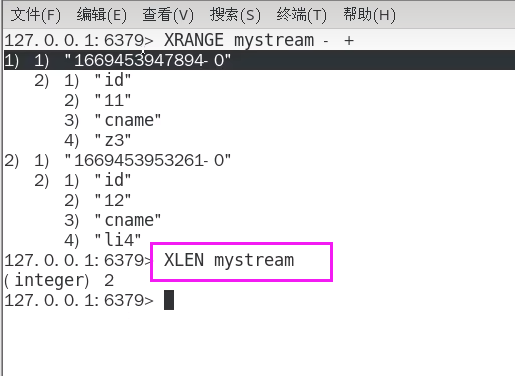 文件(F) 编辑(E) 查看(V) 搜索(S) 终端(T) 帮助(H)
127.0.0.1:6379> XRANGE mystream - +
1) 1) "1669453947894-0"
2) 1) "id"
2) "11"
3) "cname"
4) "z3"
2) 1) "1669453953261-0"
2) 1) "id"
2) "12"
3) "cname"
4) "li4"
127.0.0.1:6379> XLEN mystream
(integer) 2
127.0.0.1:6379>